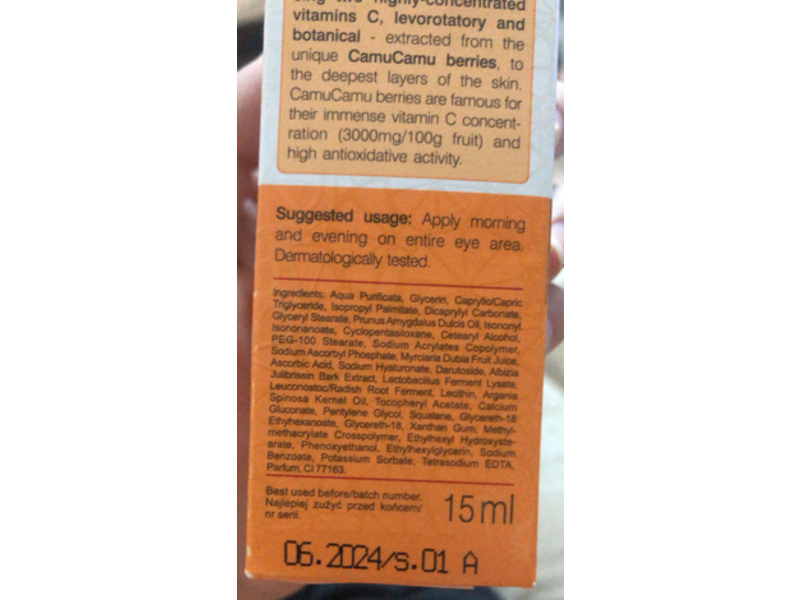 highly-concentrated
vitamins C, levorotatory and
botanical - extracted from the
unique CamuCamu berries, to
the deepest layers of the skin.
CamuCamu berries are famous for
their immense vitamin C concent-
ration (3000mg/100g fruit) and
high antioxidative activity.
Suggested usage: Apply morning
and evening on entire eye area.
Dermatologically tested.
Ingredients: Aqua Purificata, Glycerin, Caprylic/Capric
Triglyceride, Isopropyl Palmitate, Dicaprylyl Carbonate,
Glyceryl Stearate, Prunus Amygdalus Dulcis Oil, Isononyl
Isononanoate, Cyclopentasiloxane, Cetearyl Alcohol,
PEG-100 Stearate, Sodium Acrylates Copolymer,
Sodium Ascorbyl Phosphate, Myrciaria Dubia Fruit Juice,
Ascorbic Acid, Sodium Hyaluronate, Darutoside, Albizia
Julibrissin Bark Extract, Lactobacillus Ferment Lysate,
Leuconostoc/Radish Root Ferment, Lecithin, Argania
Spinosa Kernel Oil, Tocopheryl Acetate, Calcium
Gluconate, Pentylene Glycol, Squalane, Glycereth-18
Ethyhexanoate, Glycereth-18, Xanthan Gum, Methyl-
methacrylate Crosspolymer, Ethylhexyl Hydroxyste-
arate, Phenoxyethanol, Ethylhexylglycerin, Sodium
Benzoate, Potassium Sorbate, Tetrasodium EDTA,
Parfum, CI 77163.
Best used before/batch number.
Najlepiej zużyć przed końcem/
nr serii.
15ml
06.2024/s.01 A